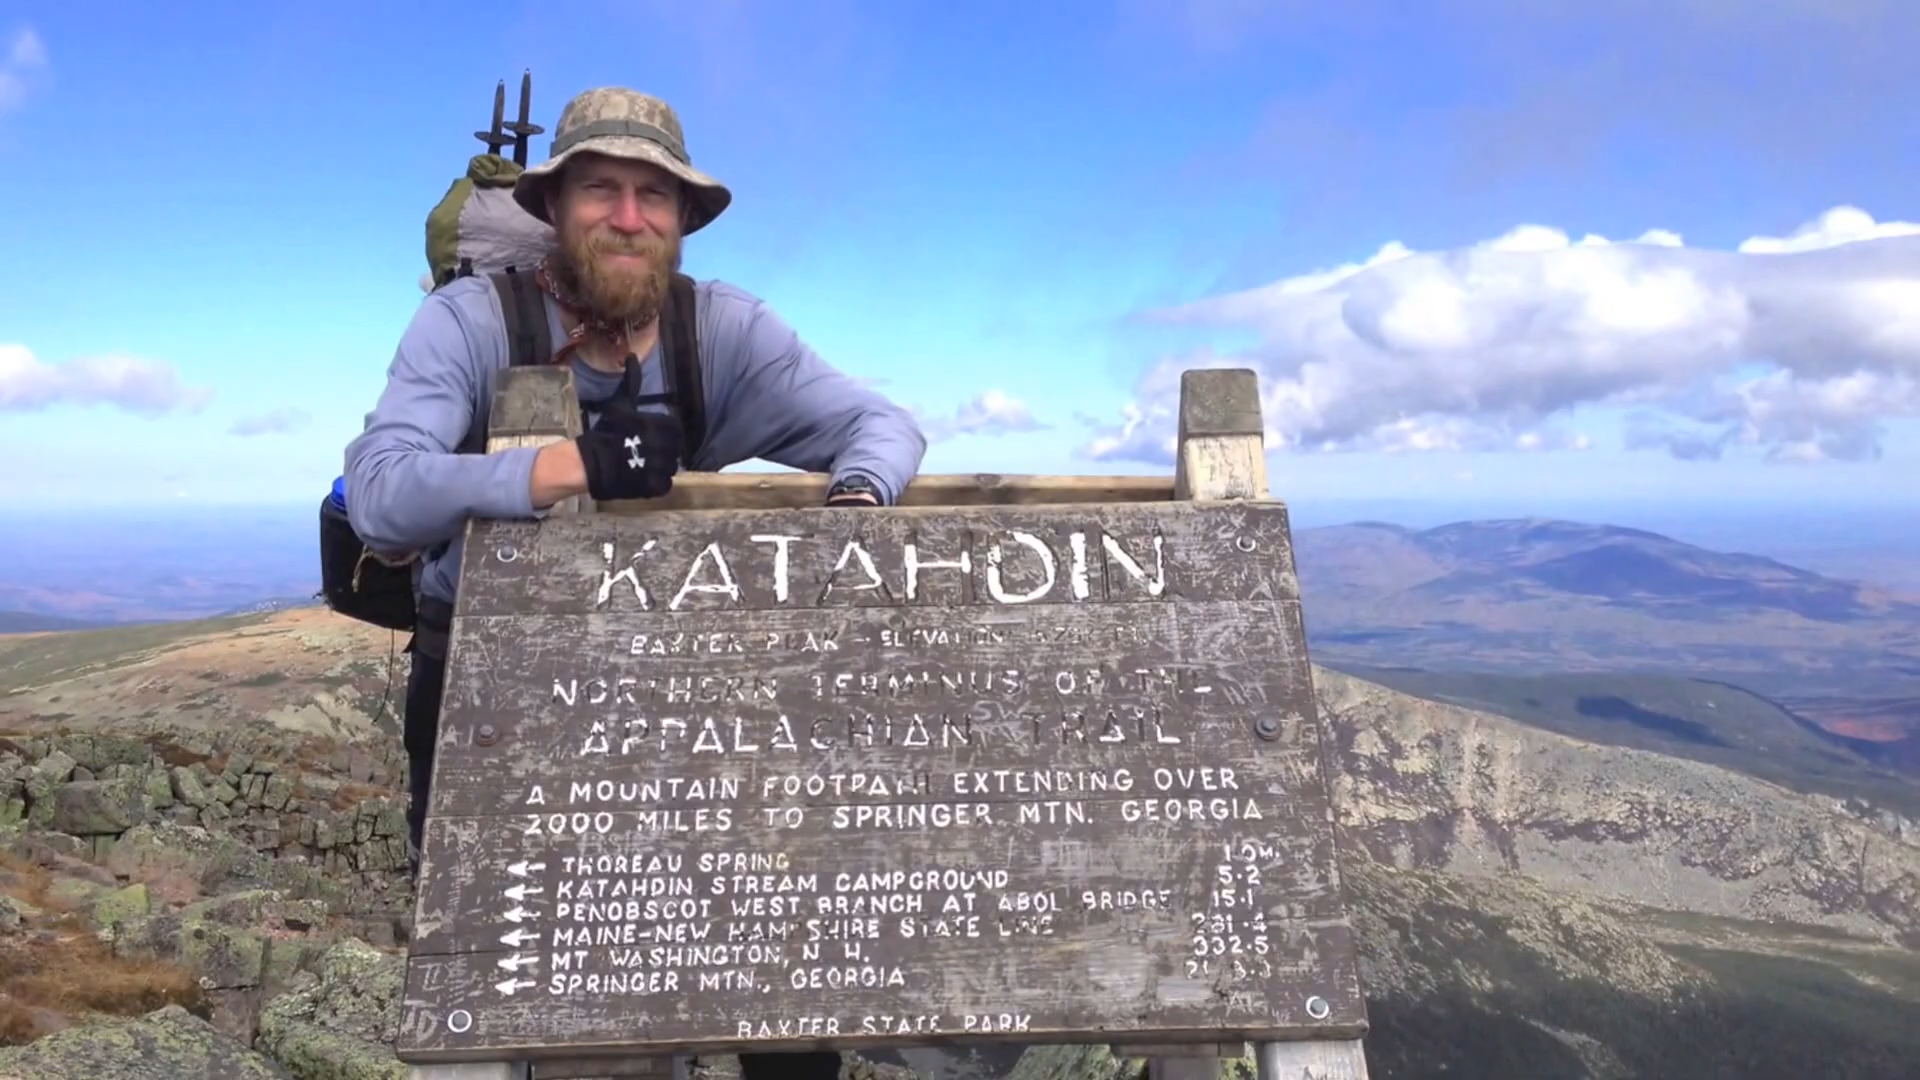 KATAHDIN
BAXTER PEAK - ELEVATION
NORTHERN TERMINUS OF THE
APPALACHIAN TRAIL
A MOUNTAIN FOOTPATH EXTENDING OVER
2000 MILES TO SPRINGER MTN. GEORGIA
THOREAU SPRING 1.0 MI.
KATAHDIN STREAM CAMPGROUND 5.2
PENOBSCOT WEST BRANCH AT ABOL BRIDGE 15.1
MAINE-NEW HAMPSHIRE STATE LINE 281.4
MT WASHINGTON, N. H. 332.5
SPRINGER MTN., GEORGIA
BAXTER STATE PARK